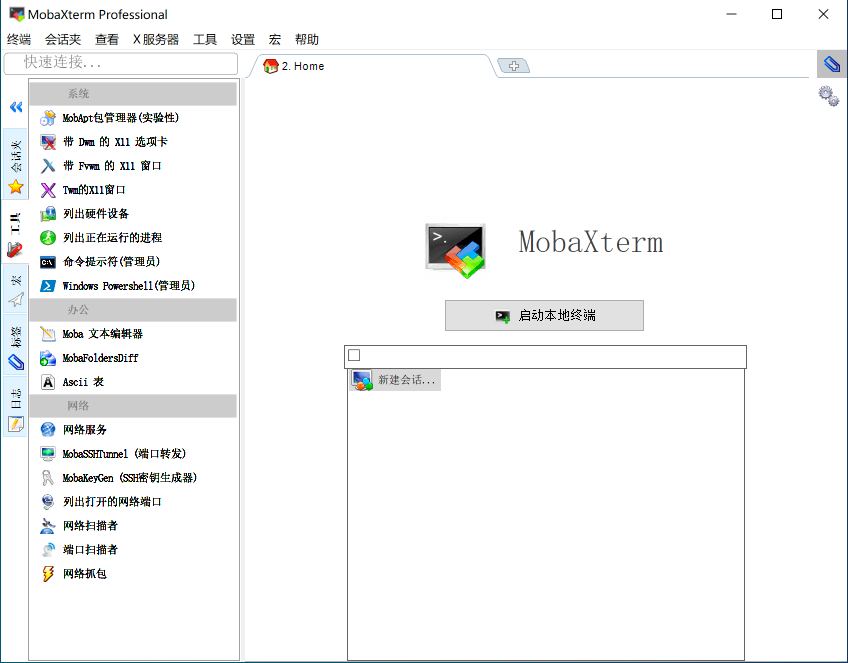 MobaXterm Professional
终端 会话夹 查看 X 服务器 工具 设置 宏 帮助
快速连接...
2. Home
系统
MobApt包管理器(实验性)
带 Dwm 的 X11 选项卡
带 Fvwm 的 X11 窗口
Twm的X11窗口
列出硬件设备
列出正在运行的进程
命令提示符(管理员)
Windows Powershell(管理员)
办公
Moba 文本编辑器
MobaFoldersDiff
Ascii 表
网络
网络服务
MobaSSHTunnel (端口转发)
MobaKeyGen (SSH密钥生成器)
列出打开的网络端口
网络扫描者
端口扫描者
网络抓包
会话夹
工具
宏
标签
日志
MobaXterm
启动本地终端
新建会话...